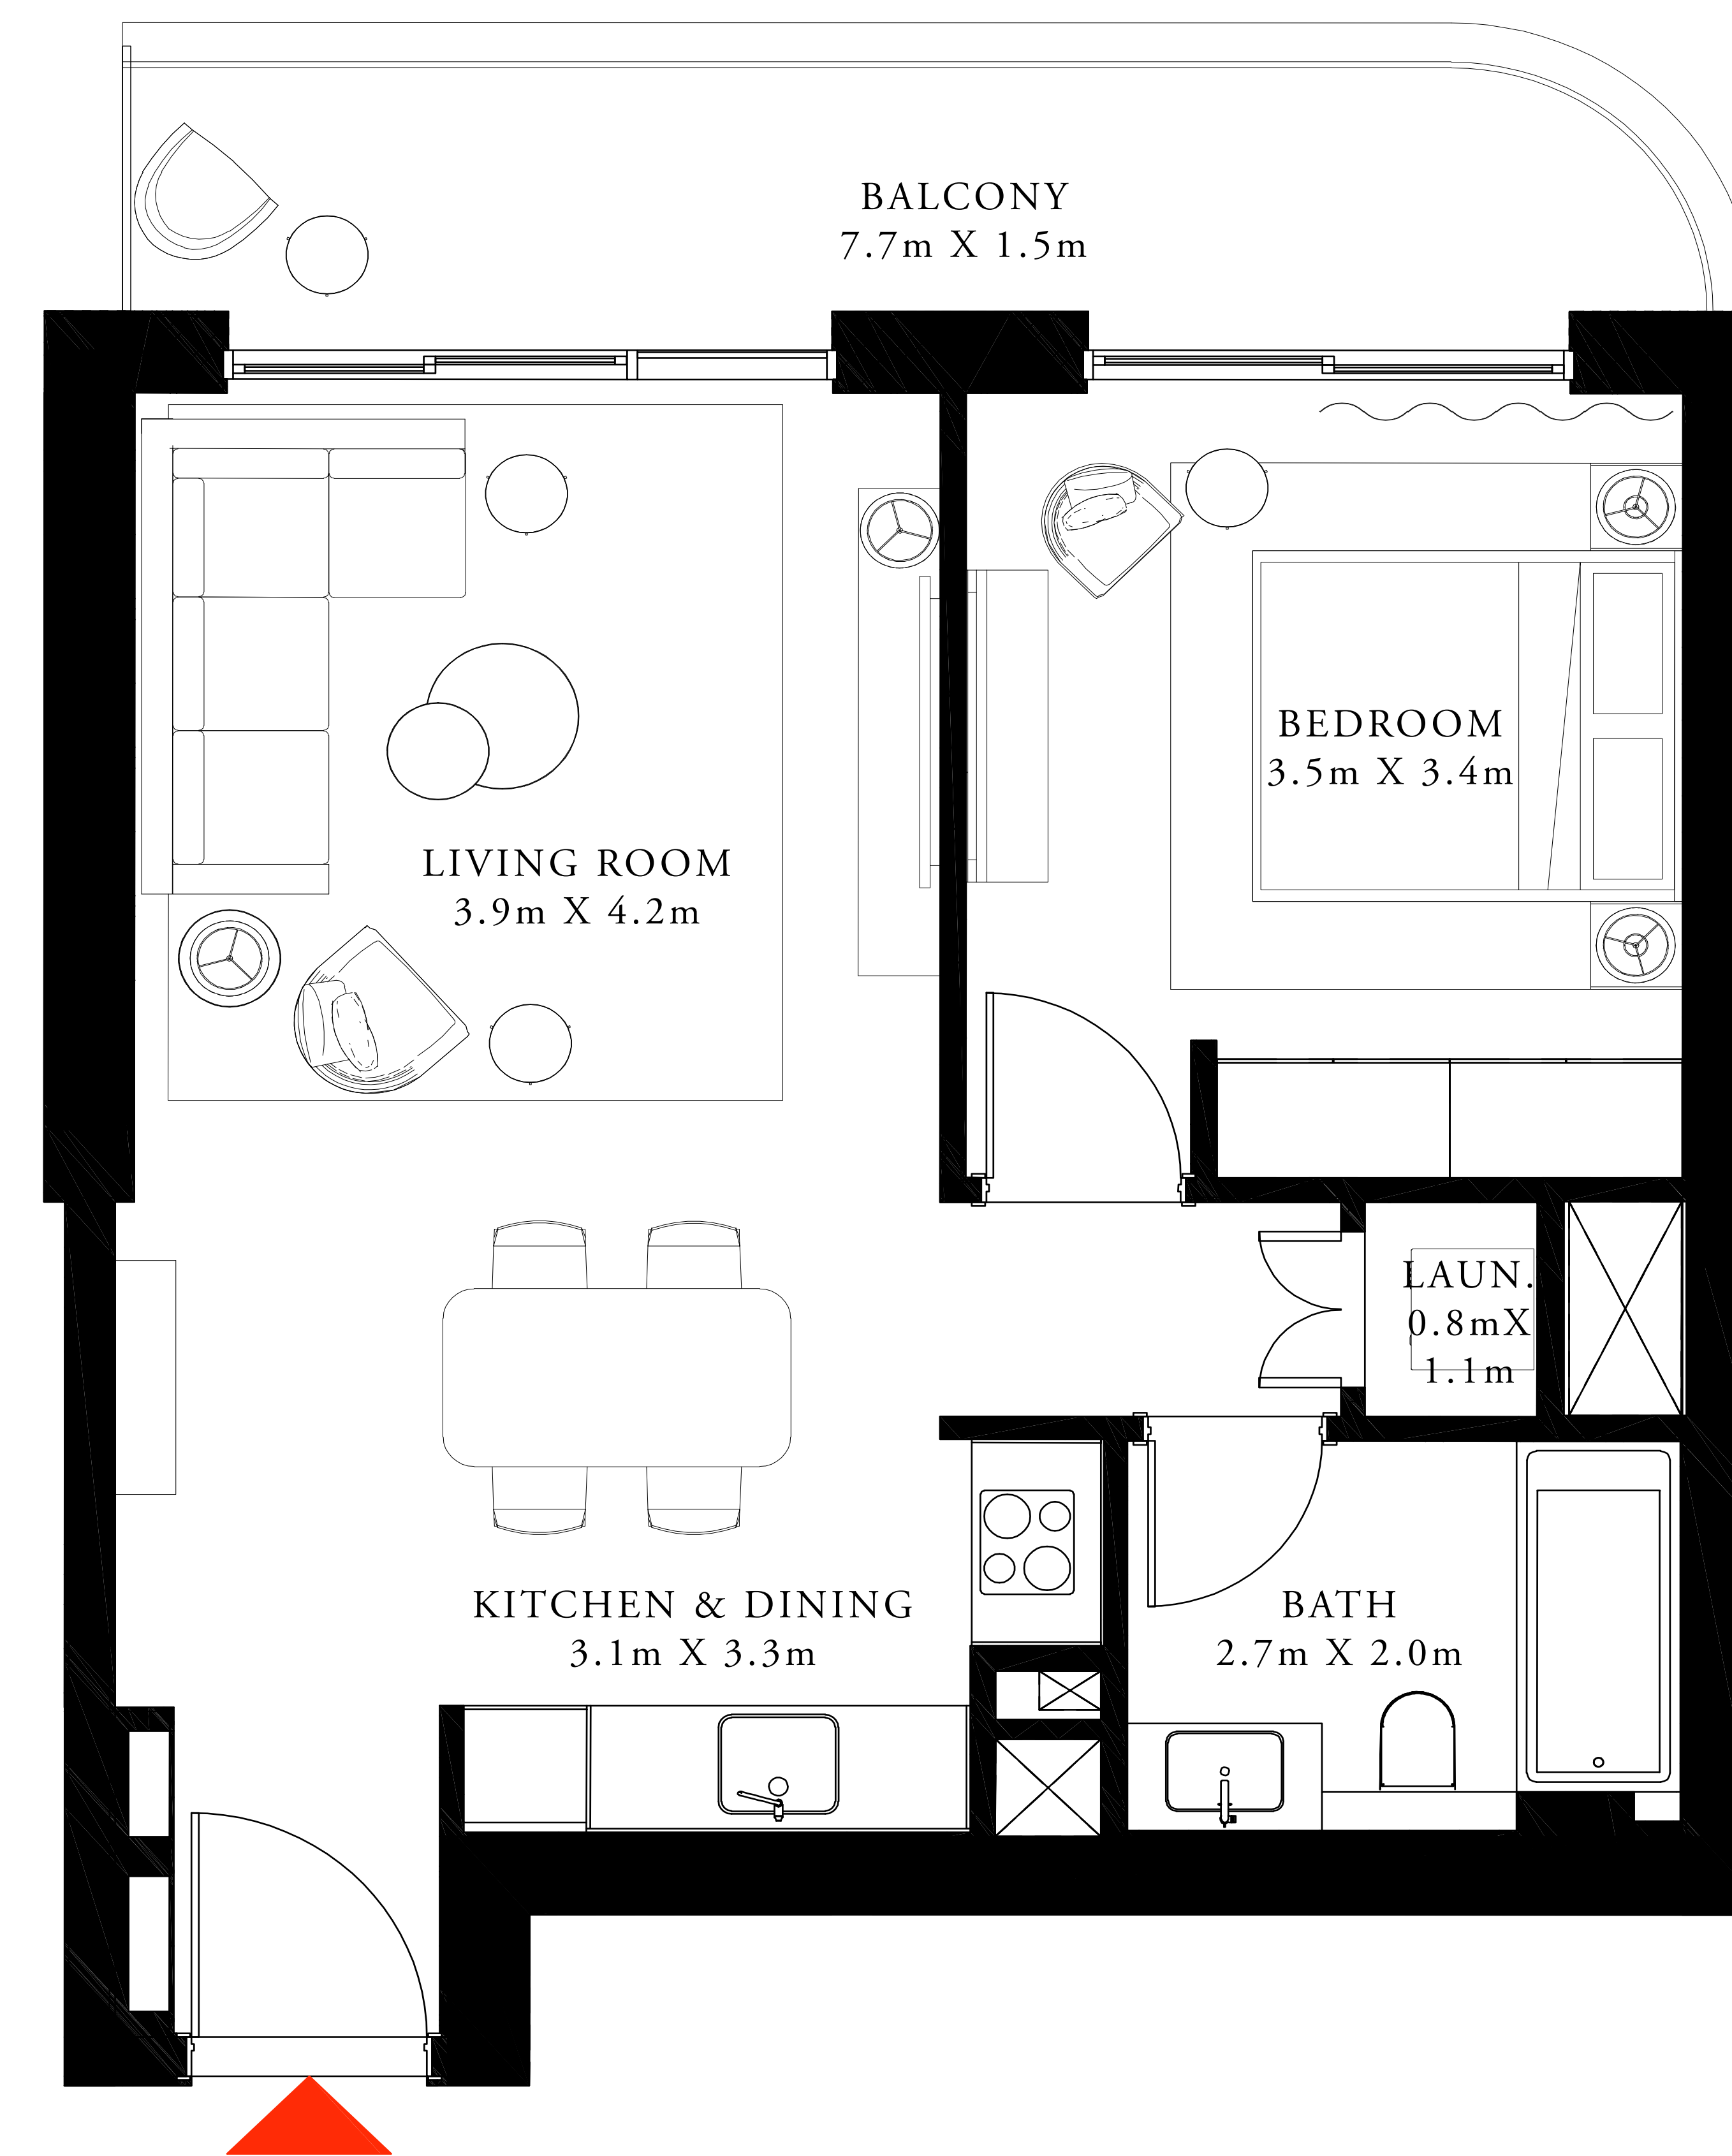 BALCONY
7.7m X 1.5m
BEDROOM
3.5m X 3.4m
LIVING ROOM
3.9m X 4.2m
LAUN.
0.8mX
1.1m
KITCHEN & DINING
3.1m X 3.3m
BATH
2.7m X 2.0m